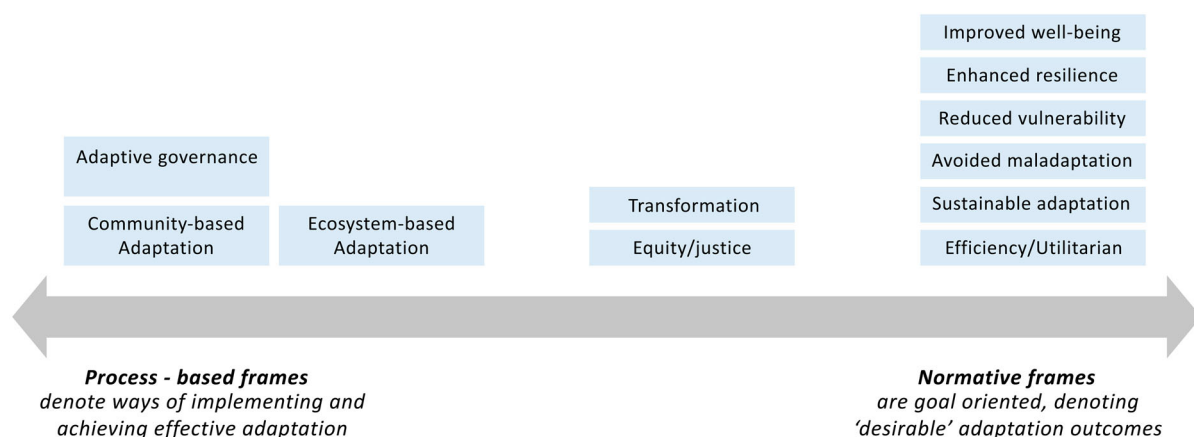 Improved well-being
Enhanced resilience
Reduced vulnerability
Adaptive governance
Avoided maladaptation
Transformation
Sustainable adaptation
Community-based
Adaptation
Ecosystem-based
Adaptation
Equity/justice
Efficiency/Utilitarian
Process - based frames
denote ways of implementing and
achieving effective adaptation
Normative frames
are goal oriented, denoting
‘desirable’ adaptation outcomes